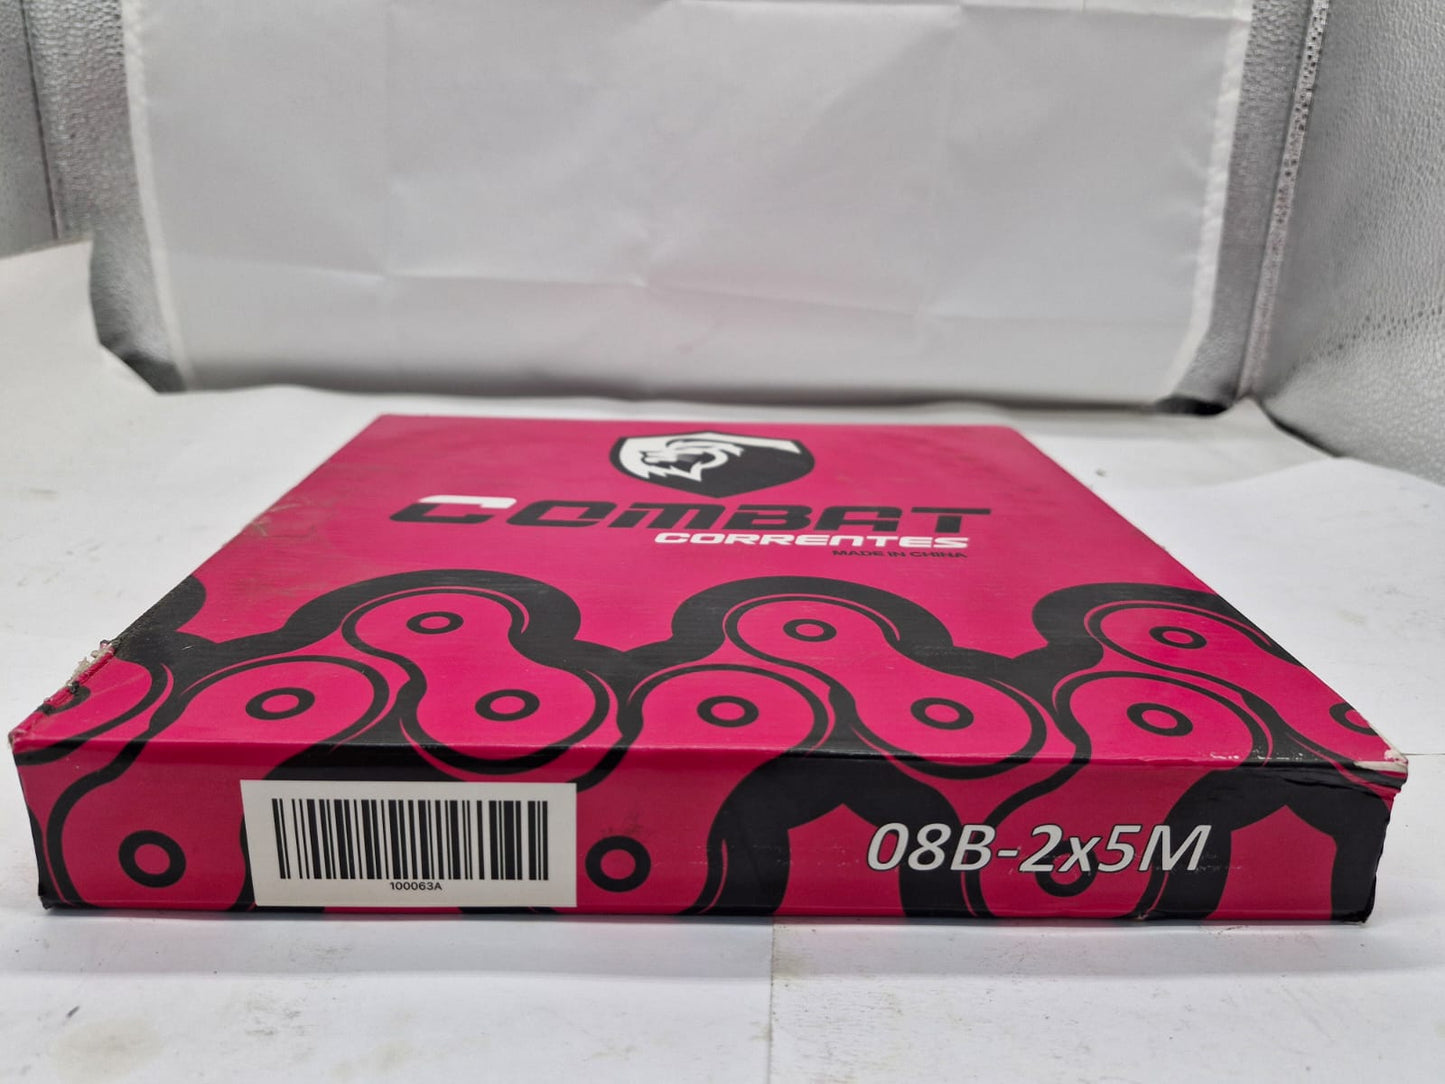 COMBAT
CORRENTES
MADE IN CHINA
100063A
08B-2x5M